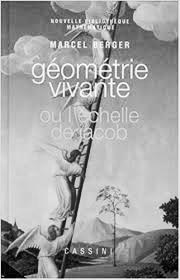 NOUVELLE BIBLIOTHÈQUE
MATHÉMATIQUE
MARCEL BERGER
géométrie
vivante
ou l'échelle
de jacob
CASSINI